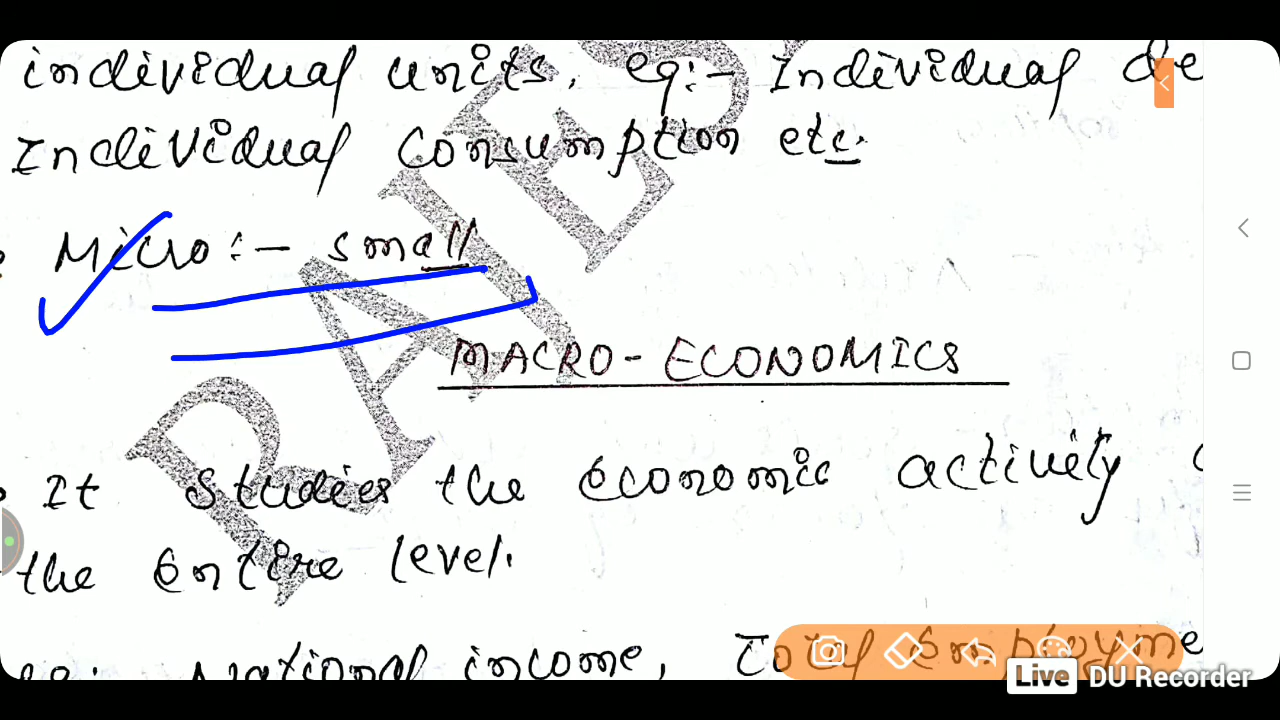 individual units. eg:- Individual de
Individual Consumption etc.
Micro:- small
MACRO-ECONOMICS
It studies the economic activity
the entire level.
eg: National income, Total Employme
RAJES
Live DU Recorder